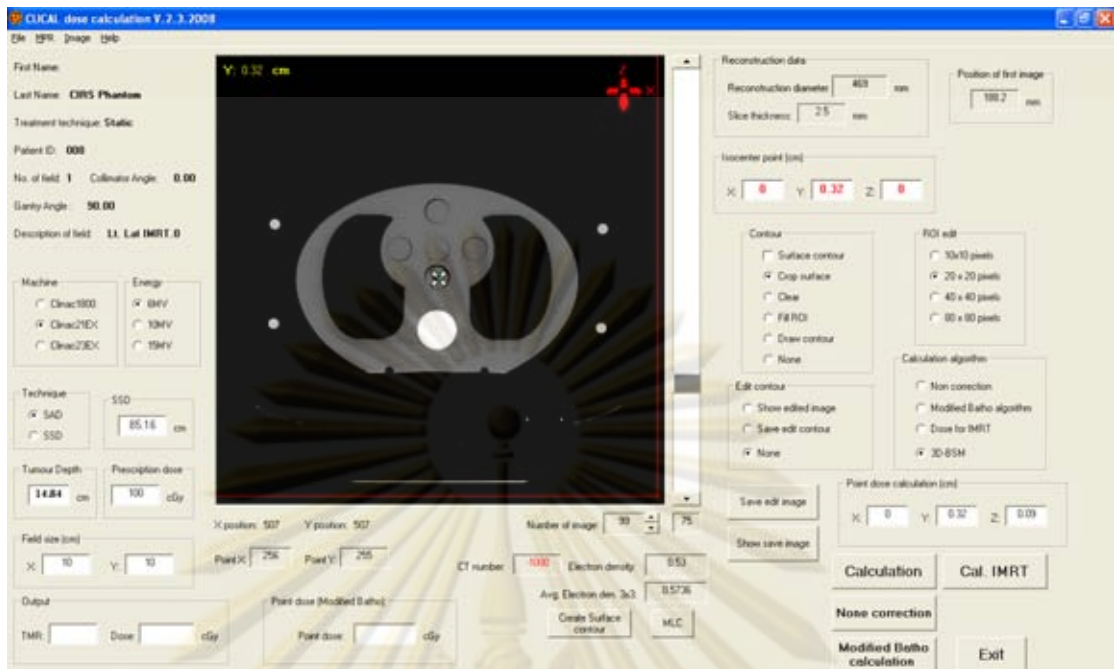 CUCAL dose calculation V.2.3.2008
File MPR Image Help
First Name:
Last Name: CIRS Phantom
Treatment technique: Static
Patient ID: 008
No. of field: 1 Collimator Angle: 0.00
Gantry Angle: 90.00
Description of field: Lt. Lat IMRT.0
Machine
Clinac1800
Clinac21EX
Clinac23EX
Energy
6MV
10MV
15MV
Technique
SAD
SSD
SSD
85.16 cm
Tumour Depth
14.84 cm
Prescription dose
100 cGy
Field size (cm)
X: 10 Y: 10
Output
TMR: Dose: cGy
Y: 0.32 cm
Z
X
X position: 507 Y position: 507
Number of image: 75
Point X: 256 Point Y: 255
CT number: -1000 Electron density: 0.53
Avg. Electron den. 3x3: 0.5736
Create Surface contour
MLC
Point dose (Modified Batho)
Point dose: cGy
Reconstruction data
Reconstruction diameter: 469 mm
Slice thickness: 2.5 mm
Position of first image
188.2 mm
Isocenter point (cm)
X: 0 Y: 0.32 Z: 0
Contour
Surface contour
Crop surface
Clear
Fill ROI
Draw contour
None
ROI edit
10x10 pixels
20 x 20 pixels
40 x 40 pixels
80 x 80 pixels
Edit contour
Show edited image
Save edit contour
None
Calculation algorithm
Non correction
Modified Batho algorithm
Dose for IMRT
3D-BSM
Save edit image
Show save image
Point dose calculation (cm)
X: 0 Y: 0.32 Z: 0.09
Calculation
Cal. IMRT
None correction
Modified Batho calculation
Exit